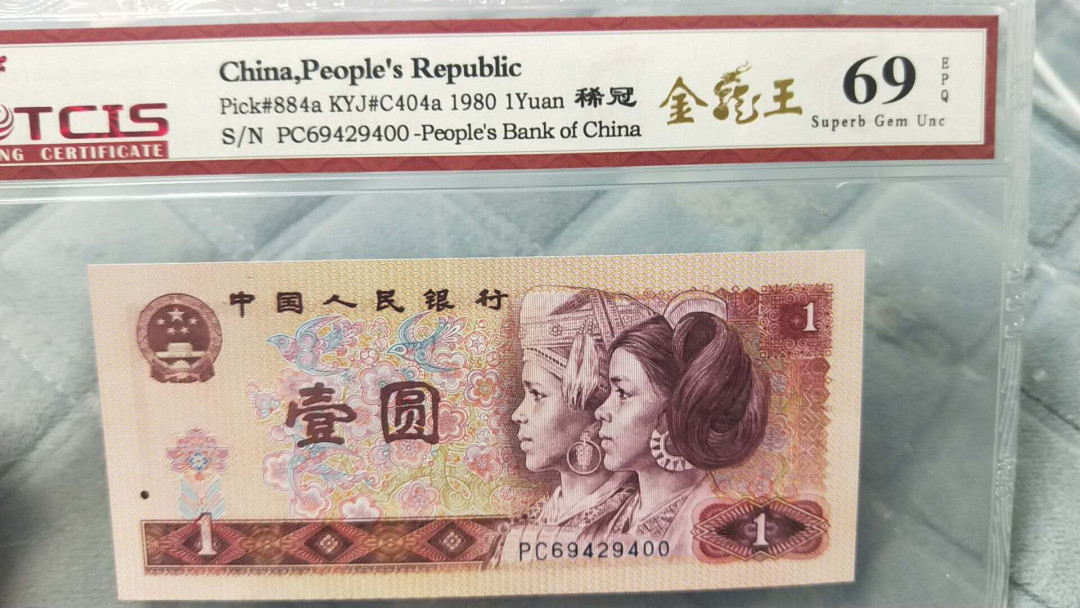 China,People's Republic
Pick#884a KYJ#C404a 1980 1Yuan 稀冠
S/N PC69429400 -People's Bank of China
金龍王
69
EPQ
Superb Gem Unc
TCIS
NG CERTIFICATE
中国人民银行
1
壹圆
1
1
PC69429400